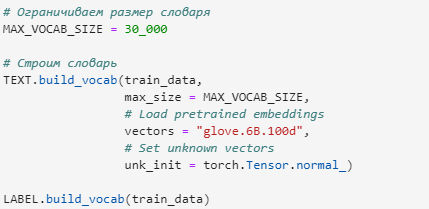 # Ограничиваем размер словаря
MAX_VOCAB_SIZE = 30_000
# Строим словарь
TEXT.build_vocab(train_data,
max_size = MAX_VOCAB_SIZE,
# Load pretrained embeddings
vectors = "glove.6B.100d",
# Set unknown vectors
unk_init = torch.Tensor.normal_)
LABEL.build_vocab(train_data)